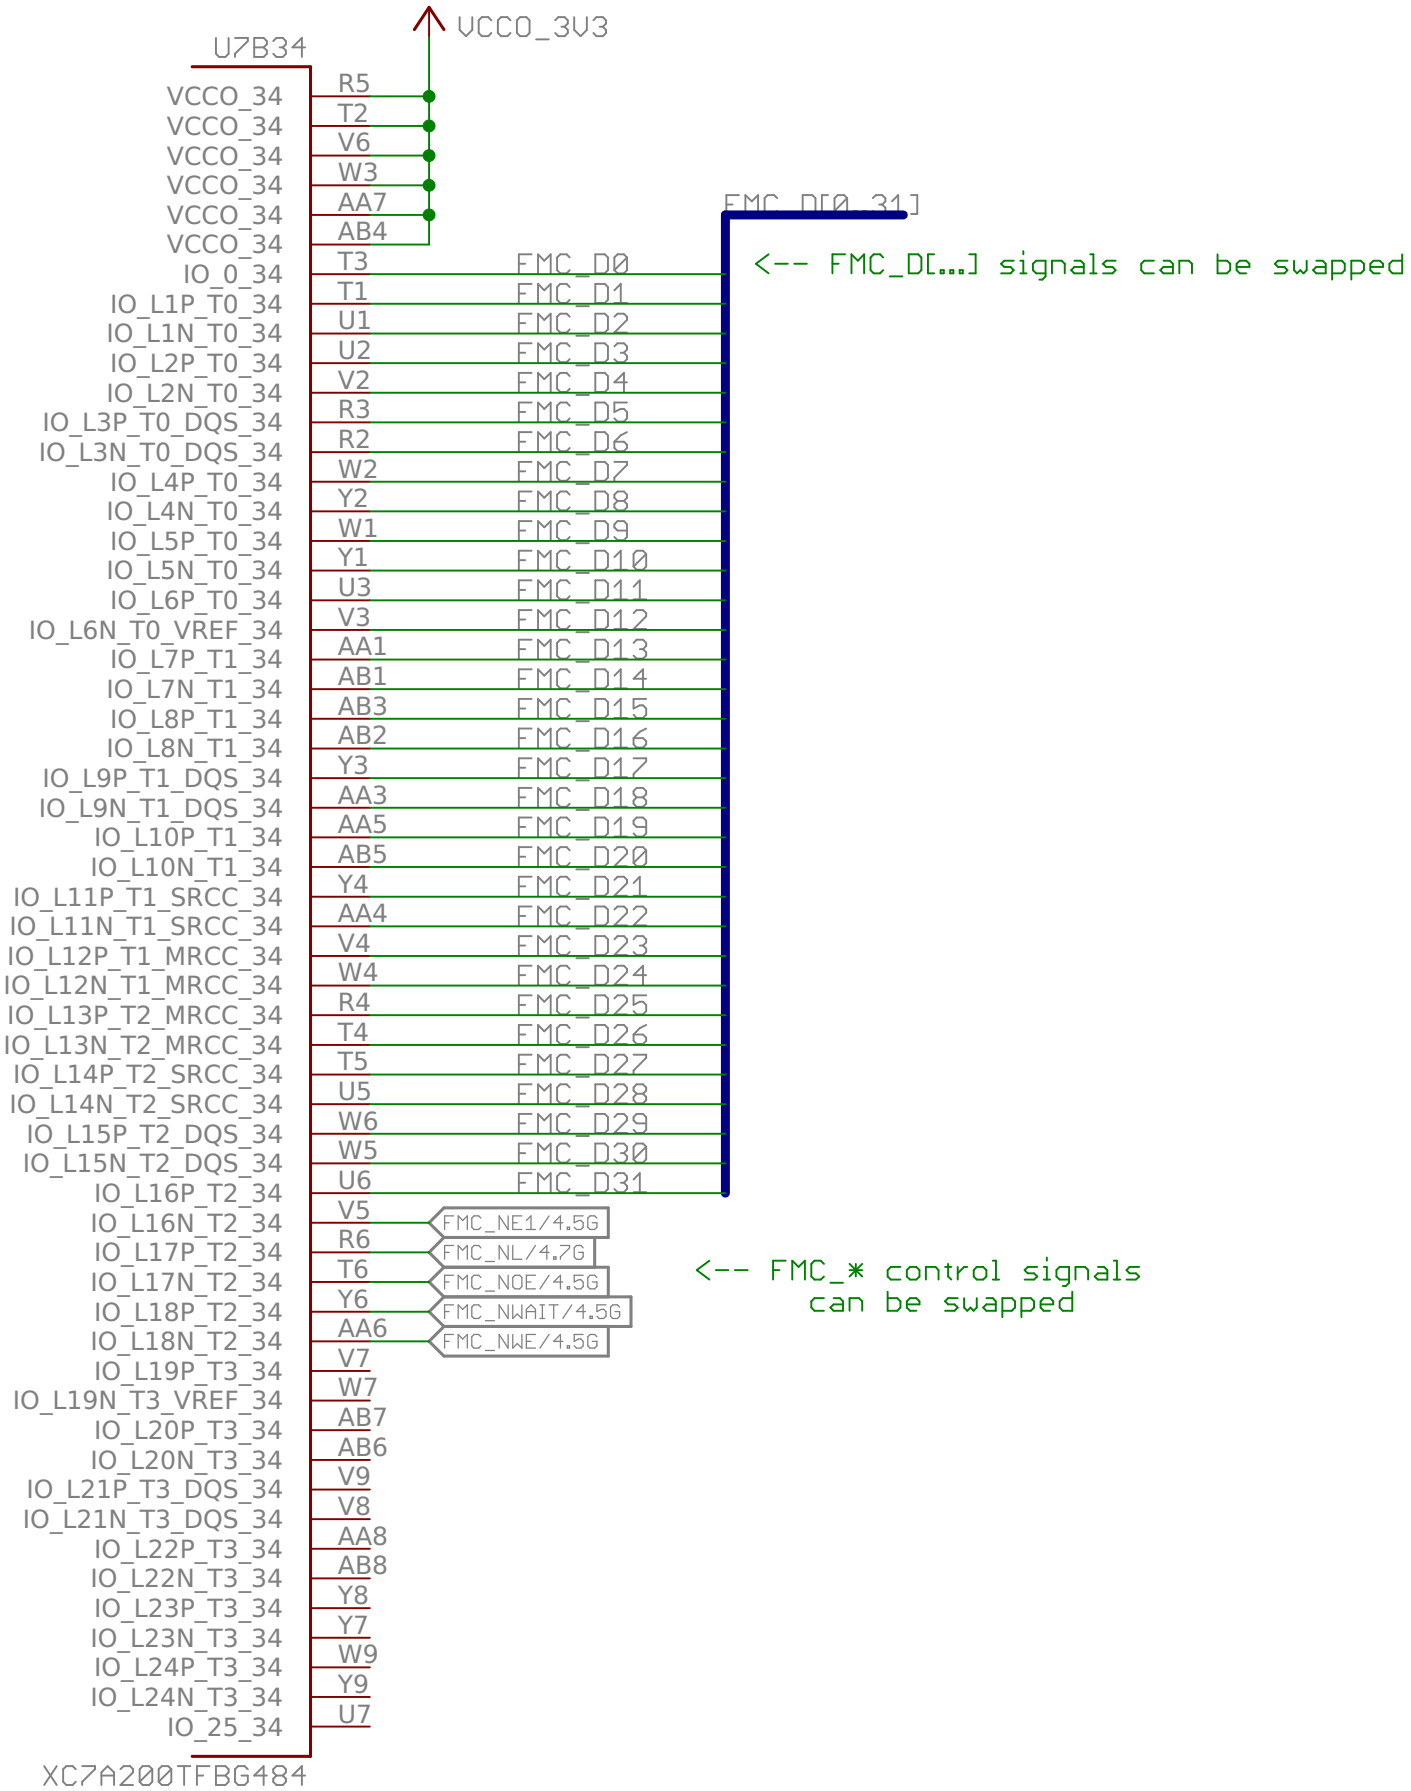 VCCO_3V3
U7B34
VCCO_34 R5
VCCO_34 T2
VCCO_34 V6
VCCO_34 W3
VCCO_34 AA7
FMC_D[0..31]
VCCO_34 AB4
IO_0_34 T3 FMC_D0
<-- FMC_D[...] signals can be swapped
IO_L1P_T0_34 T1 FMC_D1
IO_L1N_T0_34 U1 FMC_D2
IO_L2P_T0_34 U2 FMC_D3
IO_L2N_T0_34 V2 FMC_D4
IO_L3P_T0_DQS_34 R3 FMC_D5
IO_L3N_T0_DQS_34 R2 FMC_D6
IO_L4P_T0_34 W2 FMC_D7
IO_L4N_T0_34 Y2 FMC_D8
IO_L5P_T0_34 W1 FMC_D9
IO_L5N_T0_34 Y1 FMC_D10
IO_L6P_T0_34 U3 FMC_D11
IO_L6N_T0_VREF_34 V3 FMC_D12
IO_L7P_T1_34 AA1 FMC_D13
IO_L7N_T1_34 AB1 FMC_D14
IO_L8P_T1_34 AB3 FMC_D15
IO_L8N_T1_34 AB2 FMC_D16
IO_L9P_T1_DQS_34 Y3 FMC_D17
IO_L9N_T1_DQS_34 AA3 FMC_D18
IO_L10P_T1_34 AA5 FMC_D19
IO_L10N_T1_34 AB5 FMC_D20
IO_L11P_T1_SRCC_34 Y4 FMC_D21
IO_L11N_T1_SRCC_34 AA4 FMC_D22
IO_L12P_T1_MRCC_34 V4 FMC_D23
IO_L12N_T1_MRCC_34 W4 FMC_D24
IO_L13P_T2_MRCC_34 R4 FMC_D25
IO_L13N_T2_MRCC_34 T4 FMC_D26
IO_L14P_T2_SRCC_34 T5 FMC_D27
IO_L14N_T2_SRCC_34 U5 FMC_D28
IO_L15P_T2_DQS_34 W6 FMC_D29
IO_L15N_T2_DQS_34 W5 FMC_D30
IO_L16P_T2_34 U6 FMC_D31
IO_L16N_T2_34 V5 FMC_NE1/4.5G
IO_L17P_T2_34 R6 FMC_NL/4.7G
IO_L17N_T2_34 T6 FMC_NOE/4.5G
<-- FMC_* control signals
can be swapped
IO_L18P_T2_34 Y6 FMC_NWAIT/4.5G
IO_L18N_T2_34 AA6 FMC_NWE/4.5G
IO_L19P_T3_34 V7
IO_L19N_T3_VREF_34 W7
IO_L20P_T3_34 AB7
IO_L20N_T3_34 AB6
IO_L21P_T3_DQS_34 V9
IO_L21N_T3_DQS_34 V8
IO_L22P_T3_34 AA8
IO_L22N_T3_34 AB8
IO_L23P_T3_34 Y8
IO_L23N_T3_34 Y7
IO_L24P_T3_34 W9
IO_L24N_T3_34 Y9
IO_25_34 U7
XC7A200TFBG484